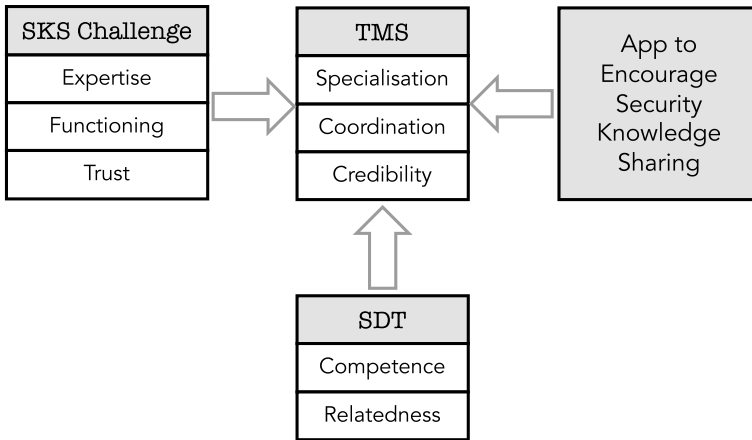 SKS Challenge
Expertise
Functioning
Trust
TMS
Specialisation
Coordination
Credibility
App to
Encourage
Security
Knowledge
Sharing
SDT
Competence
Relatedness